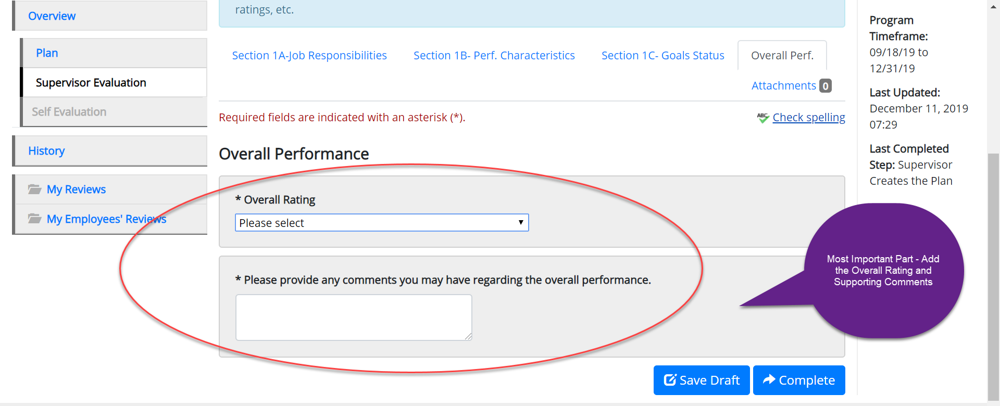 Overview
Plan
Supervisor Evaluation
Self Evaluation
History
My Reviews
My Employees' Reviews
ratings, etc.
Section 1A-Job Responsibilities
Section 1B- Perf. Characteristics
Section 1C- Goals Status
Overall Perf.
Attachments 0
Required fields are indicated with an asterisk (*).
ABC Check spelling
Overall Performance
* Overall Rating
Please select
* Please provide any comments you may have regarding the overall performance.
Save Draft
Complete
Program
Timeframe:
09/18/19 to
12/31/19
Last Updated:
December 11, 2019
07:29
Last Completed
Step: Supervisor
Creates the Plan
Most Important Part - Add
the Overall Rating and
Supporting Comments